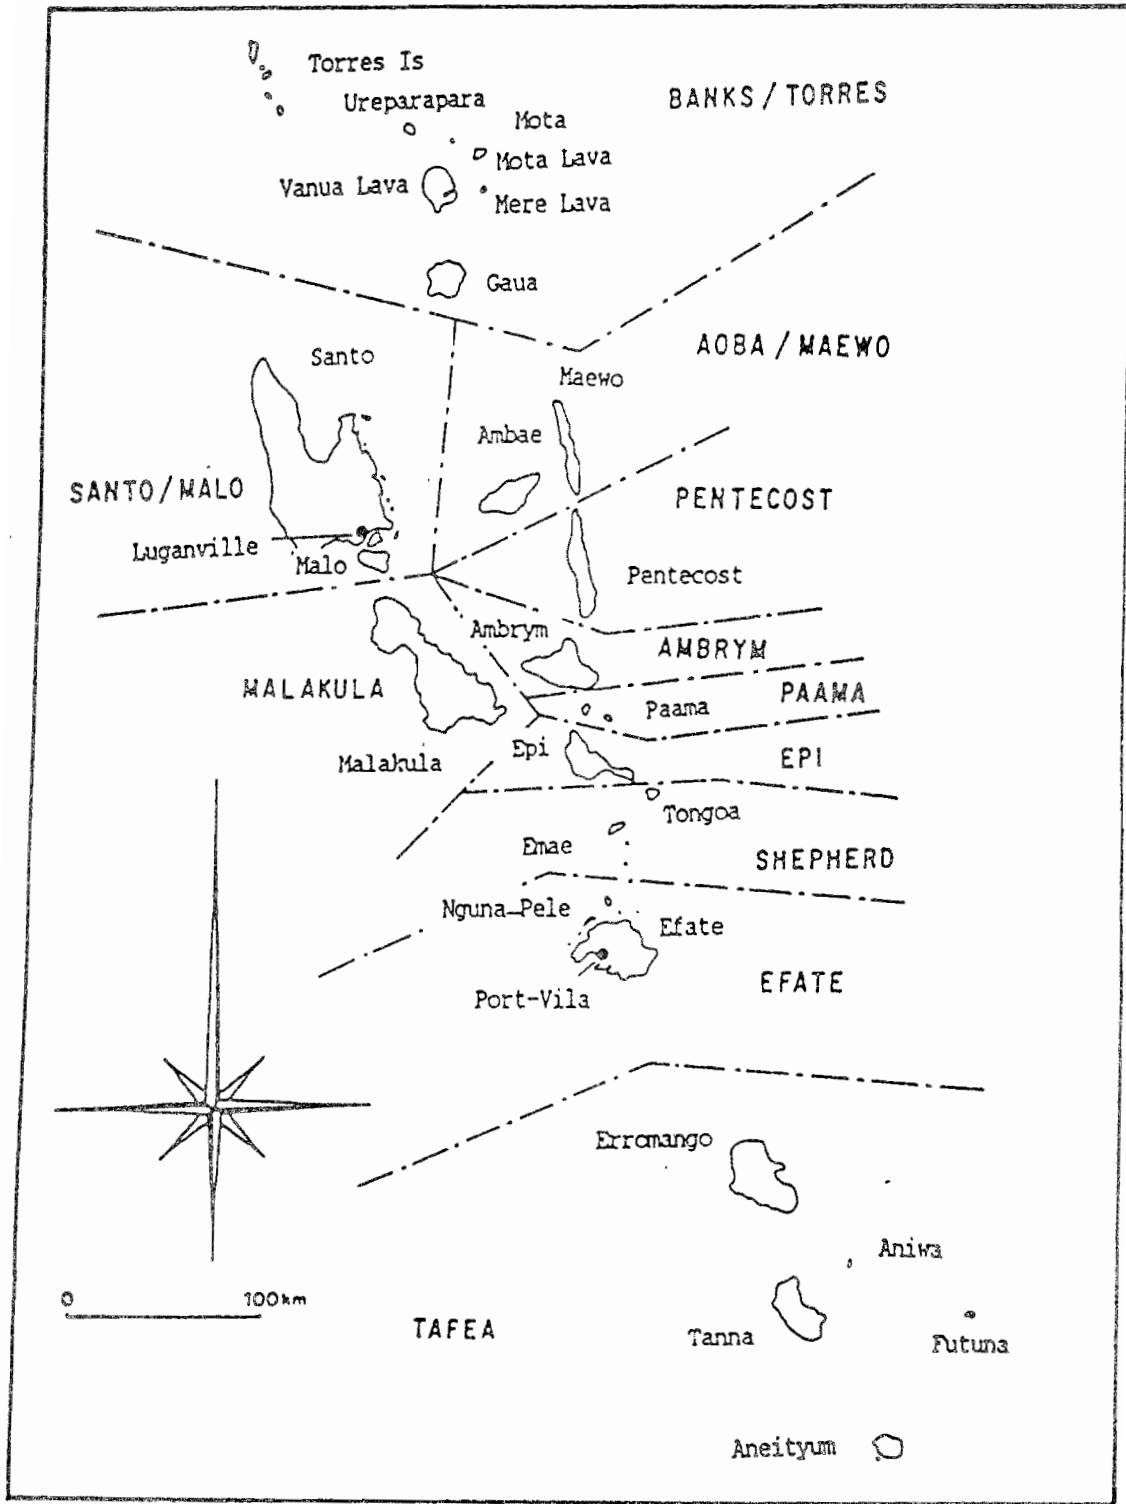 Torres Is
BANKS / TORRES
Ureparapara
Mota
Mota Lava
Vanua Lava
Mere Lava
Gaua
AOBA / MAEWO
Santo
Maewo
Ambae
SANTO/MALO
PENTECOST
Luganville
Malo
Pentecost
Ambrym
AMBRYM
MALAKULA
PAAMA
Paama
Epi
EPI
Malakula
Tongoa
Emae
SHEPHERD
Nguna-Pele
Efate
EFATE
Port-Vila
Erromango
Aniwa
0 100km
TAFEA
Tanna
Futuna
Aneityum